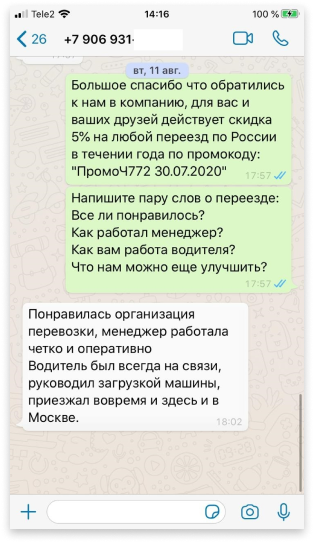 Tele2 14:16 100 %
26 +7 906 931-
вт, 11 авг.
Большое спасибо что обратились
к нам в компанию, для вас и
ваших друзей действует скидка
5% на любой переезд по России
в течении года по промокоду:
"ПромоЧ772 30.07.2020"
17:57
Напишите пару слов о переезде:
Все ли понравилось?
Как работал менеджер?
Как вам работа водителя?
Что нам можно еще улучшить?
17:57
Понравилась организация
перевозки, менеджер работала
четко и оперативно
Водитель был всегда на связи,
руководил загрузкой машины,
приезжал вовремя и здесь и в
Москве.
18:02